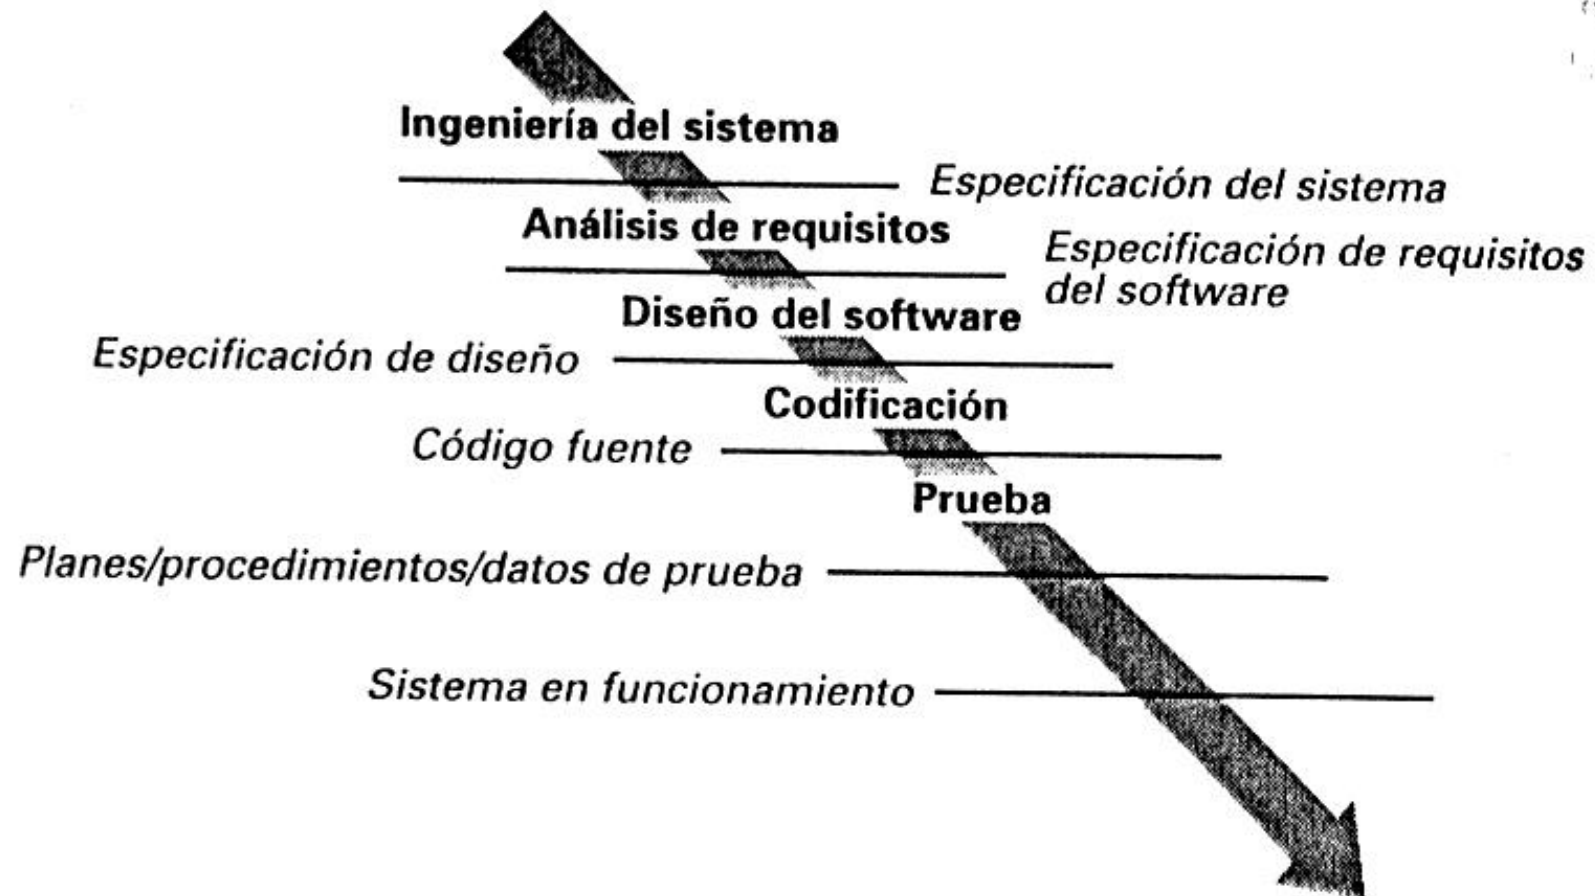 Ingeniería del sistema
Especificación del sistema
Análisis de requisitos
Especificación de requisitos
del software
Diseño del software
Especificación de diseño
Codificación
Código fuente
Prueba
Planes/procedimientos/datos de prueba
Sistema en funcionamiento